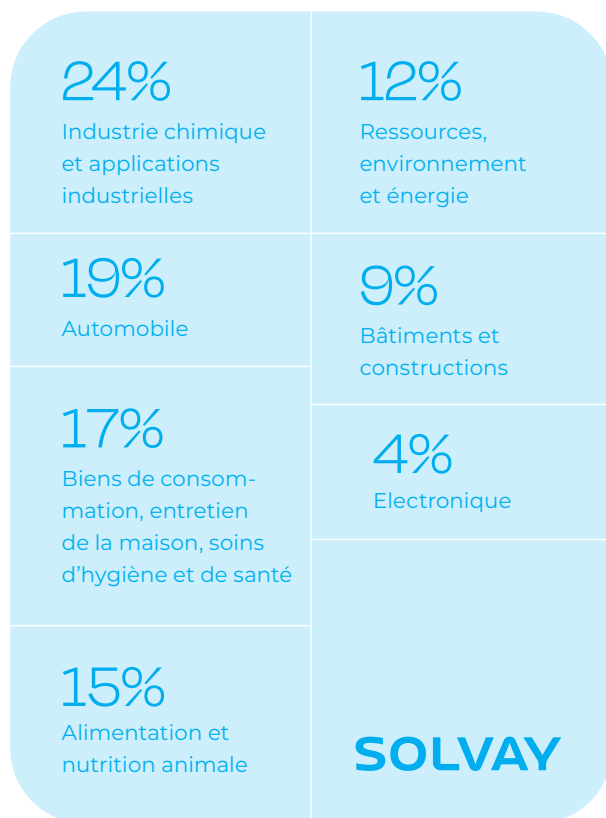 24%
Industrie chimique
et applications
industrielles
19%
Automobile
17%
Biens de consom-
mation, entretien
de la maison, soins
d’hygiène et de santé
15%
Alimentation et
nutrition animale
12%
Ressources,
environnement
et énergie
9%
Bâtiments et
constructions
4%
Electronique
SOLVAY